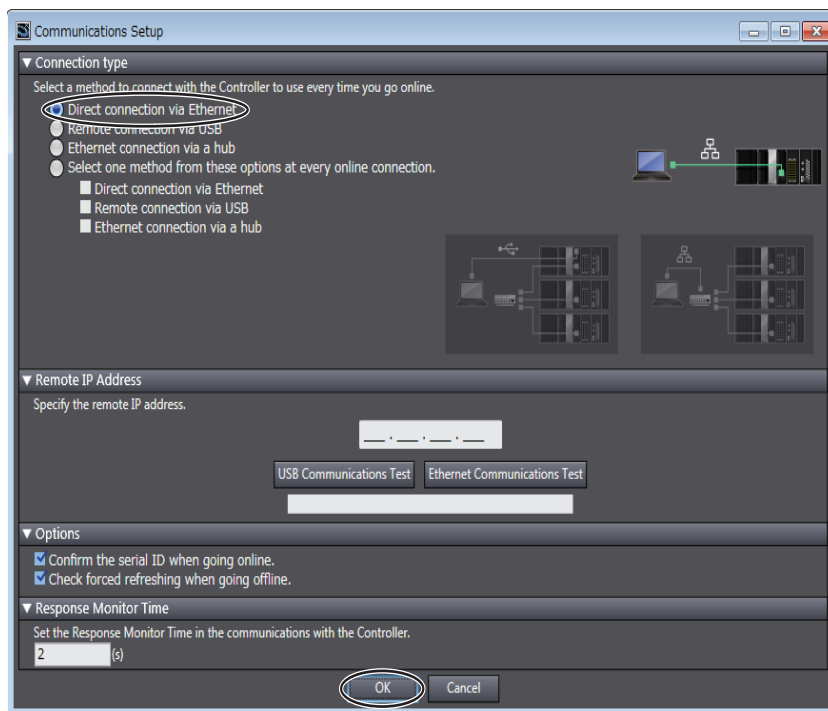 Communications Setup
▼ Connection type
Select a method to connect with the Controller to use every time you go online.
Direct connection via Ethernet
Remote connection via USB
Ethernet connection via a hub
Select one method from these options at every online connection.
Direct connection via Ethernet
Remote connection via USB
Ethernet connection via a hub
▼ Remote IP Address
Specify the remote IP address.
__ . __ . __ . __
USB Communications Test Ethernet Communications Test
▼ Options
Confirm the serial ID when going online.
Check forced refreshing when going offline.
▼ Response Monitor Time
Set the Response Monitor Time in the communications with the Controller.
2 (s)
OK Cancel